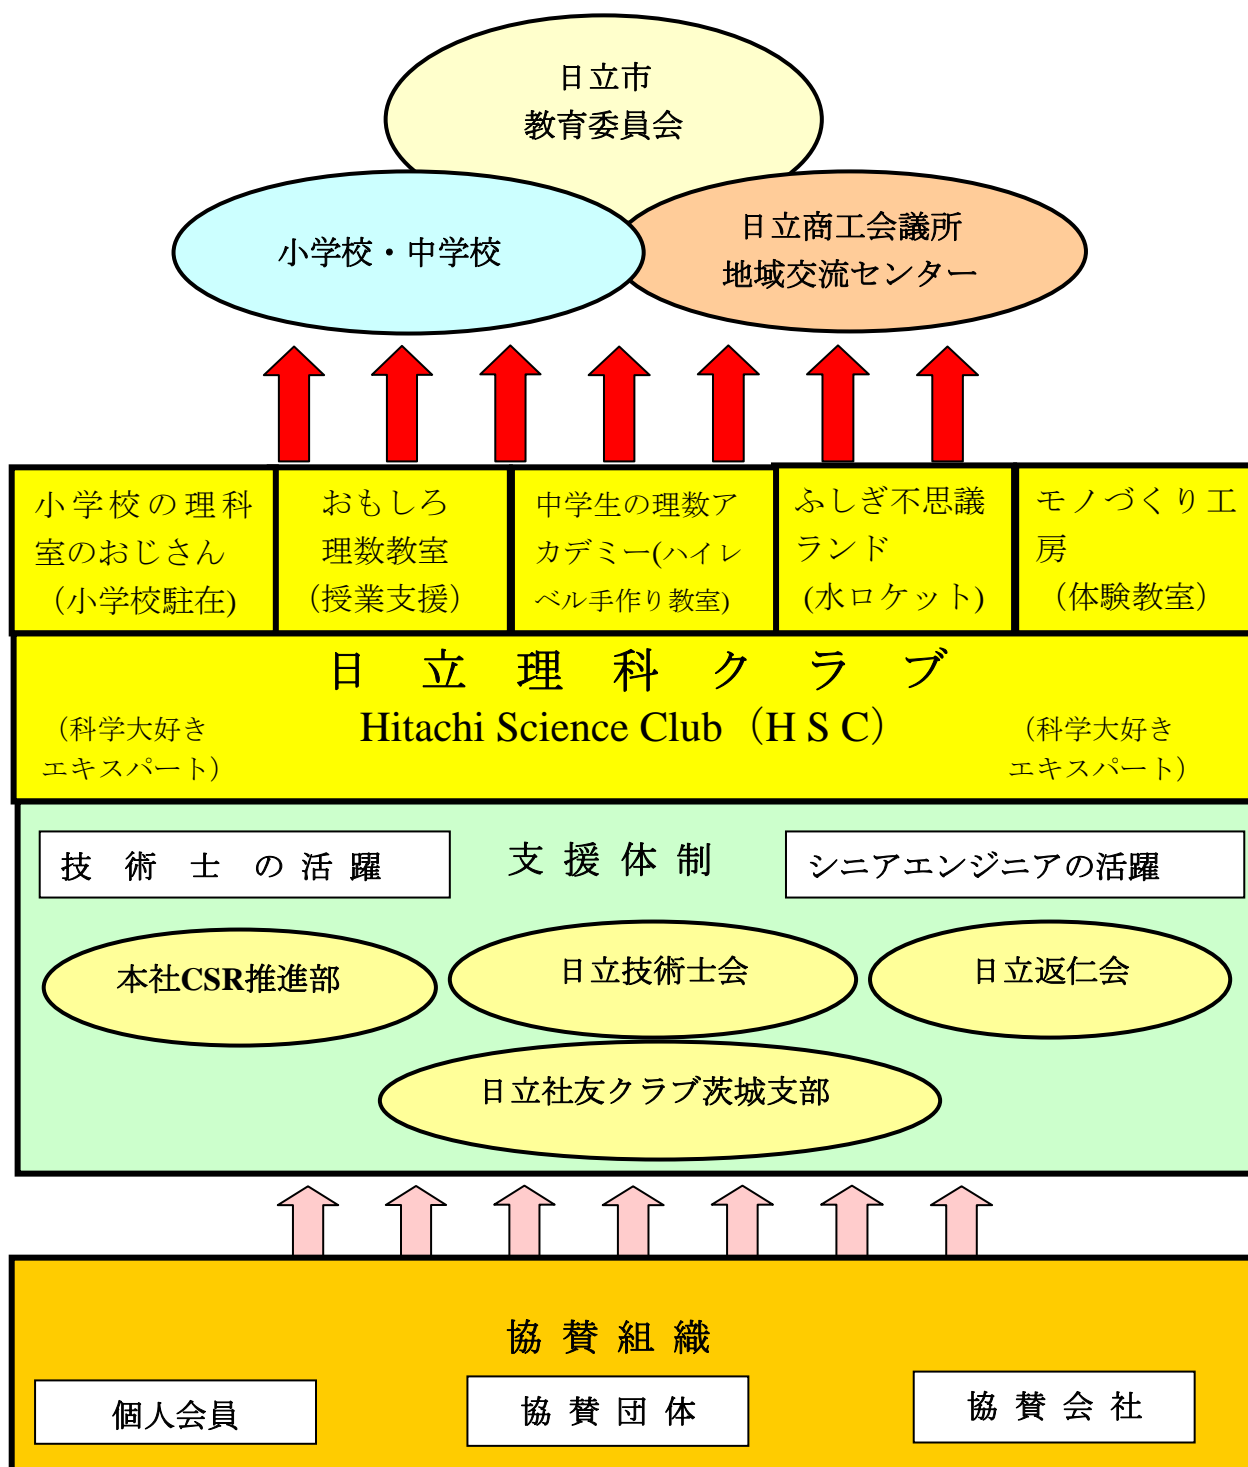 日立市
教育委員会
小学校・中学校
日立商工会議所
地域交流センター
小学校の理科
室のおじさん
（小学校駐在)
おもしろ
理数教室
（授業支援）
中学生の理数ア
カデミー(ハイレ
ベル手作り教室)
ふしぎ不思議
ランド
(水ロケット)
モノづくり工
房
（体験教室）
日 立 理 科 ク ラ ブ
Hitachi Science Club（H S C）
（科学大好き
エキスパート）
（科学大好き
エキスパート）
技 術 士 の 活 躍
支 援 体 制
シニアエンジニアの活躍
本社CSR推進部
日立技術士会
日立返仁会
日立社友クラブ茨城支部
協 賛 組 織
個人会員
協 賛 団 体
協 賛 会 社